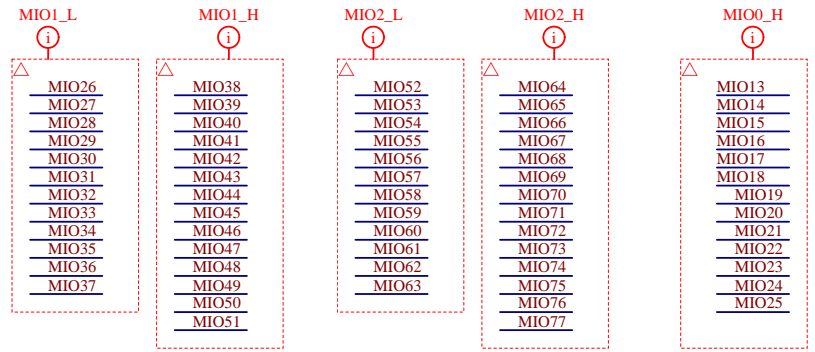 MIO1_L
i
MIO26
MIO27
MIO28
MIO29
MIO30
MIO31
MIO32
MIO33
MIO34
MIO35
MIO36
MIO37
MIO1_H
i
MIO38
MIO39
MIO40
MIO41
MIO42
MIO43
MIO44
MIO45
MIO46
MIO47
MIO48
MIO49
MIO50
MIO51
MIO2_L
i
MIO52
MIO53
MIO54
MIO55
MIO56
MIO57
MIO58
MIO59
MIO60
MIO61
MIO62
MIO63
MIO2_H
i
MIO64
MIO65
MIO66
MIO67
MIO68
MIO69
MIO70
MIO71
MIO72
MIO73
MIO74
MIO75
MIO76
MIO77
MIO0_H
i
MIO13
MIO14
MIO15
MIO16
MIO17
MIO18
MIO19
MIO20
MIO21
MIO22
MIO23
MIO24
MIO25